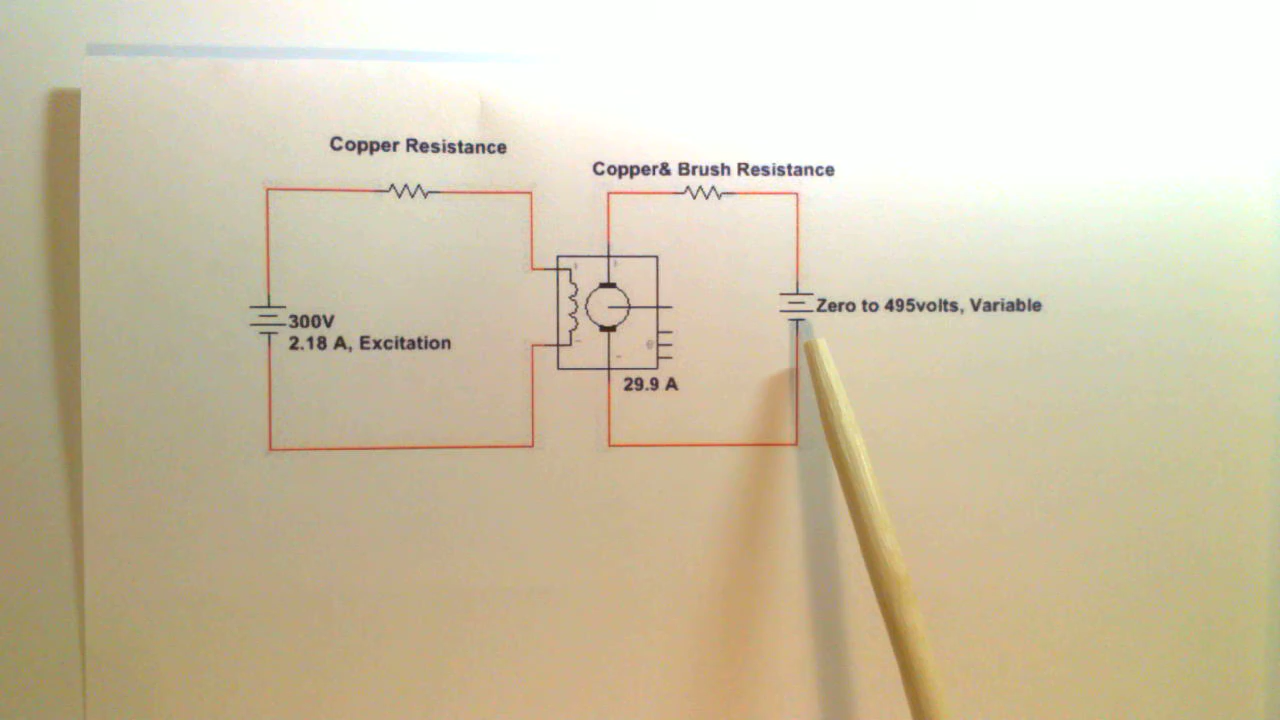 Copper Resistance
Copper& Brush Resistance
300V
2.18 A, Excitation
Zero to 495volts, Variable
29.9 A